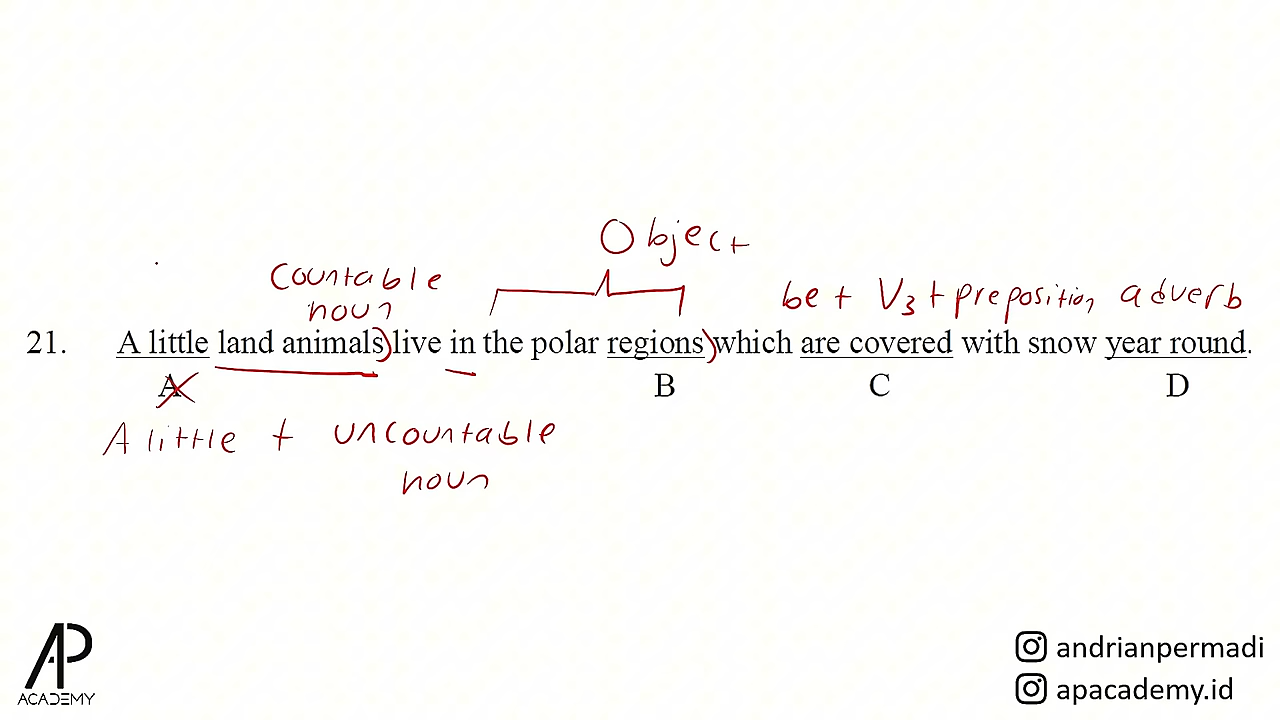 Object
Countable
noun
be + V3 + preposition adverb
21. A little land animals) live in the polar regions) which are covered with snow year round.
A B C D
A little + uncountable
noun
AP
ACADEMY
andrianpermadi
apacademy.id